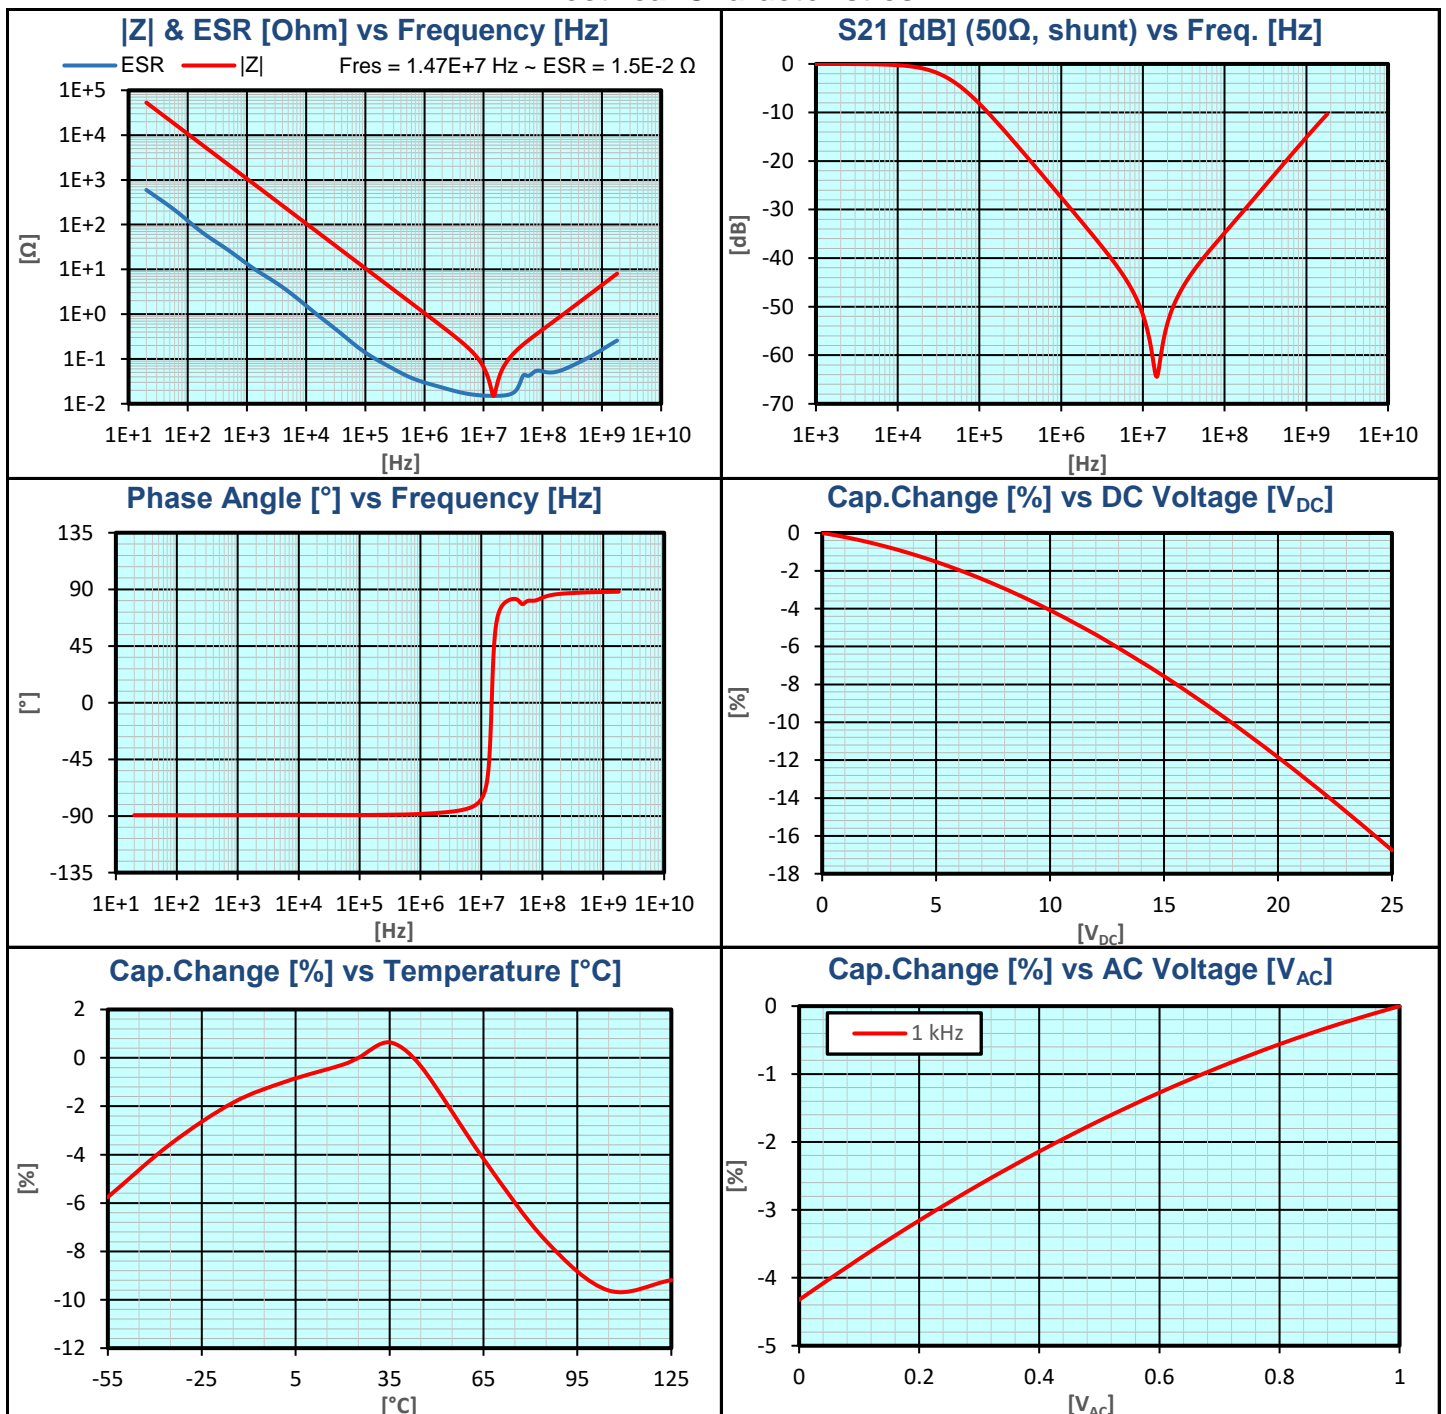 |Z| & ESR [Ohm] vs Frequency [Hz]
ESR |Z| Fres = 1.47E+7 Hz ~ ESR = 1.5E-2 Ω
1E+5
1E+4
1E+3
1E+2
1E+1
1E+0
1E-1
1E-2
[Ω]
1E+1 1E+2 1E+3 1E+4 1E+5 1E+6 1E+7 1E+8 1E+9 1E+10
[Hz]
S21 [dB] (50Ω, shunt) vs Freq. [Hz]
0
-10
-20
-30
-40
-50
-60
-70
[dB]
1E+3 1E+4 1E+5 1E+6 1E+7 1E+8 1E+9 1E+10
[Hz]
Phase Angle [°] vs Frequency [Hz]
135
90
45
0
-45
-90
-135
[°]
1E+1 1E+2 1E+3 1E+4 1E+5 1E+6 1E+7 1E+8 1E+9 1E+10
[Hz]
Cap.Change [%] vs DC Voltage [VDC]
0
-2
-4
-6
-8
-10
-12
-14
-16
-18
[%]
0 5 10 15 20 25
[VDC]
Cap.Change [%] vs Temperature [°C]
2
0
-2
-4
-6
-8
-10
-12
[%]
-55 -25 5 35 65 95 125
[°C]
Cap.Change [%] vs AC Voltage [VAC]
1 kHz
0
-1
-2
-3
-4
-5
[%]
0 0.2 0.4 0.6 0.8 1
[VAC]